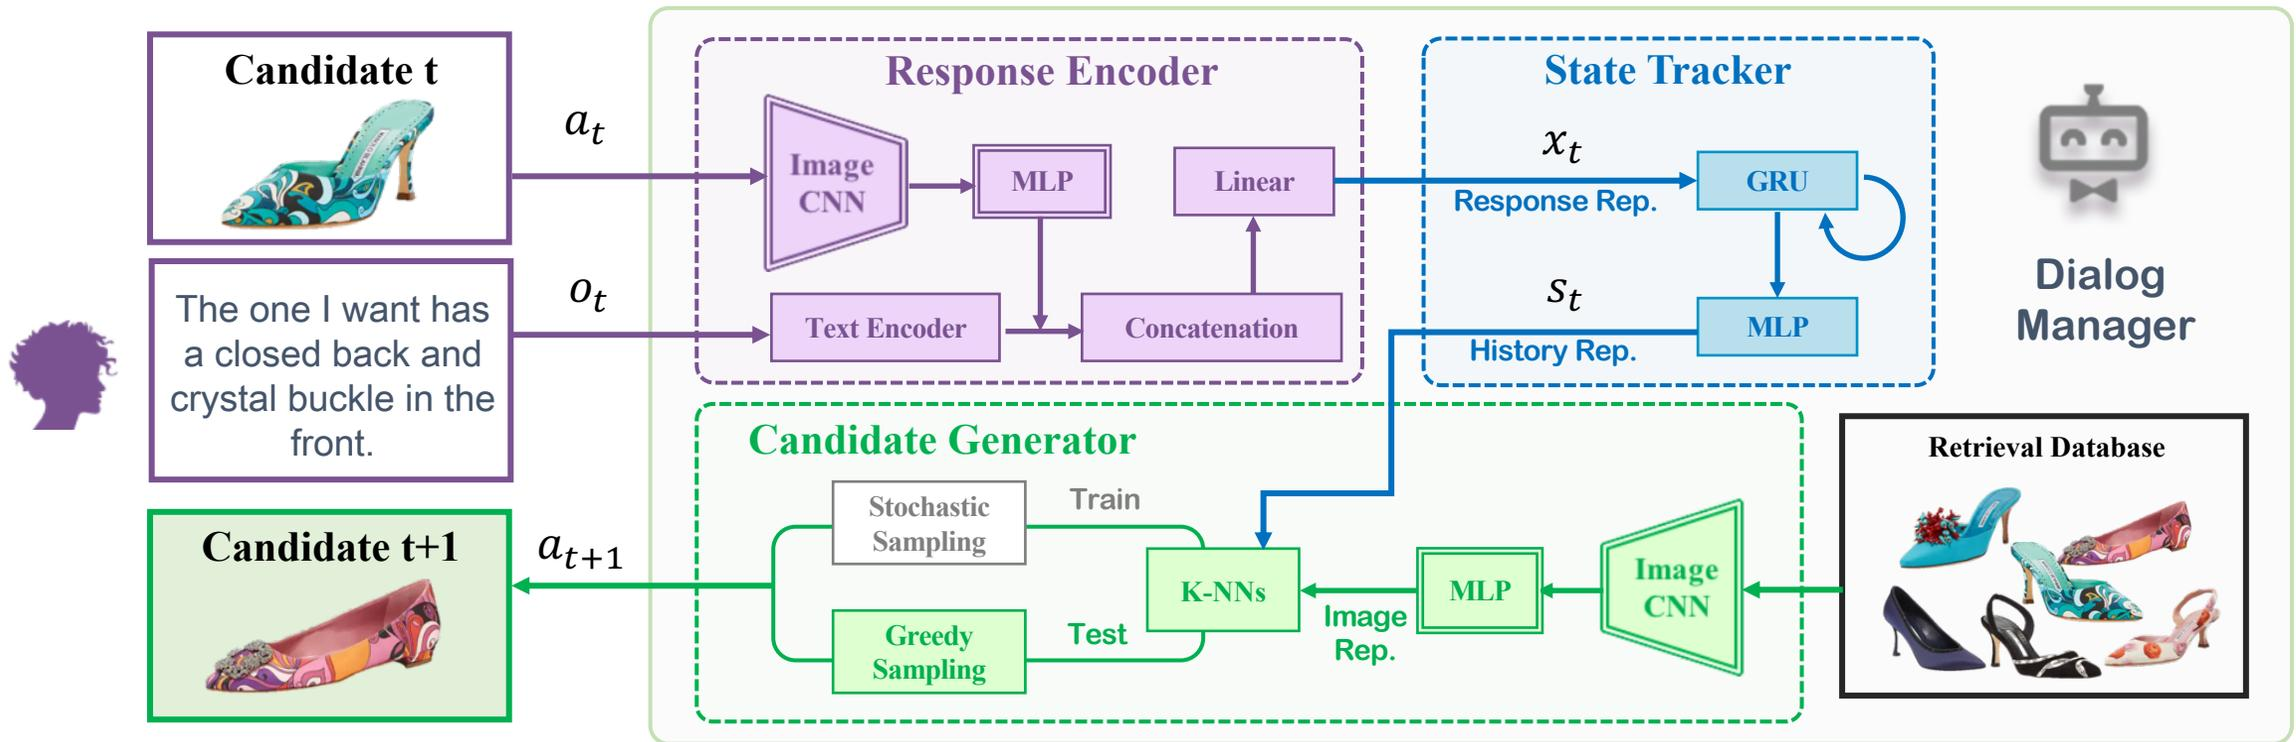 Candidate t
a_t
The one I want has
a closed back and
crystal buckle in the
front.
o_t
Candidate t+1
a_{t+1}
Response Encoder
Image
CNN
MLP
Linear
Text Encoder
Concatenation
State Tracker
x_t
Response Rep.
GRU
s_t
History Rep.
MLP
Dialog
Manager
Candidate Generator
Stochastic
Sampling
Train
Greedy
Sampling
Test
K-NNs
Image
Rep.
MLP
Image
CNN
Retrieval Database